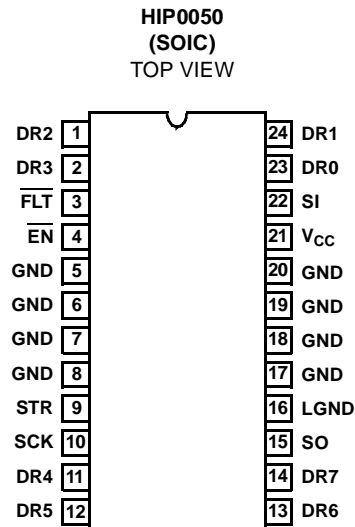 HIP0050
(SOIC)
TOP VIEW
DR2 1 24 DR1
DR3 2 23 DR0
FLT 3 22 SI
EN 4 21 VCC
GND 5 20 GND
GND 6 19 GND
GND 7 18 GND
GND 8 17 GND
STR 9 16 LGND
SCK 10 15 SO
DR4 11 14 DR7
DR5 12 13 DR6